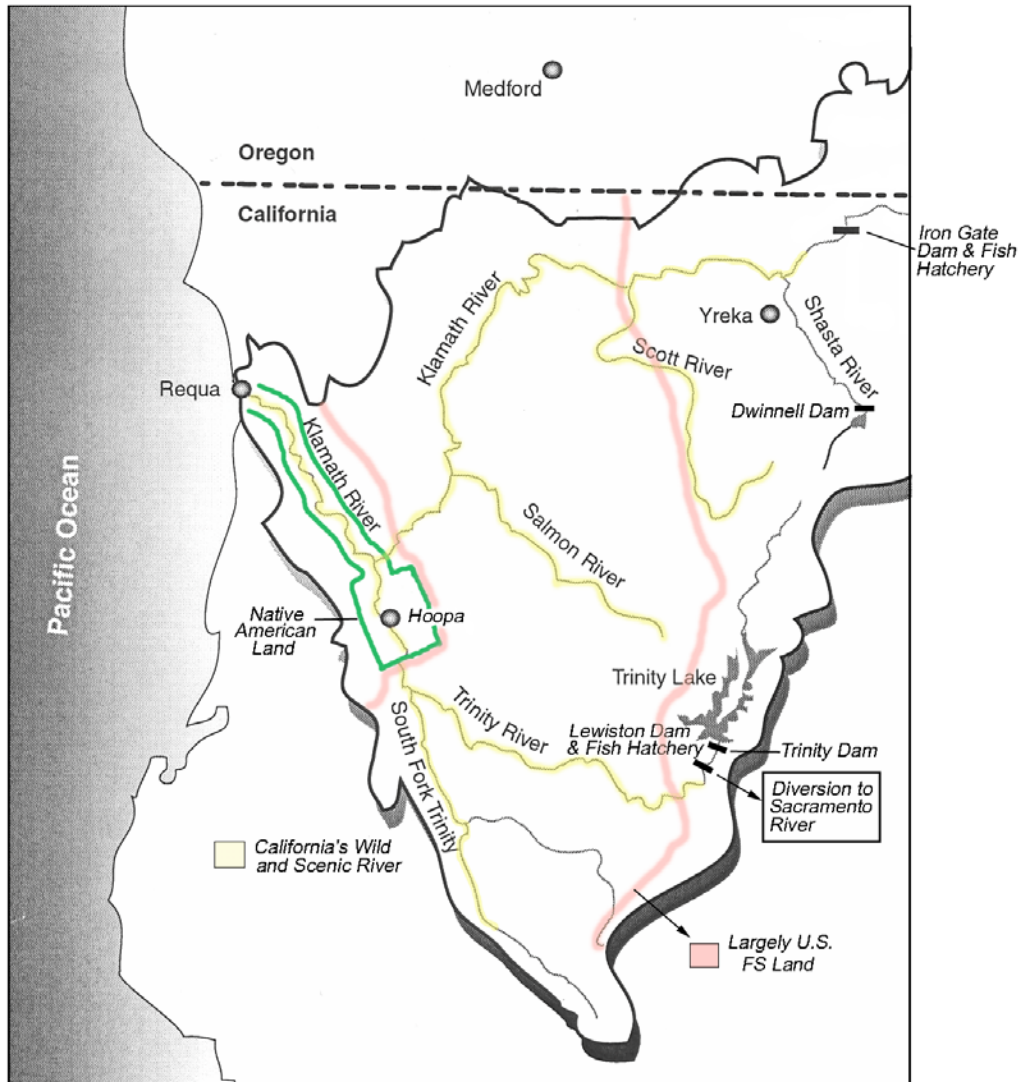 Medford
Oregon
California
Iron Gate
Dam & Fish
Hatchery
Klamath River
Yreka
Shasta River
Scott River
Requa
Dwinnell Dam
Klamath River
Pacific Ocean
Salmon River
Native
American
Land
Hoopa
Trinity Lake
Trinity River
South Fork Trinity
Lewiston Dam
& Fish Hatchery
Trinity Dam
Diversion to
Sacramento
River
California's Wild
and Scenic River
Largely U.S.
FS Land